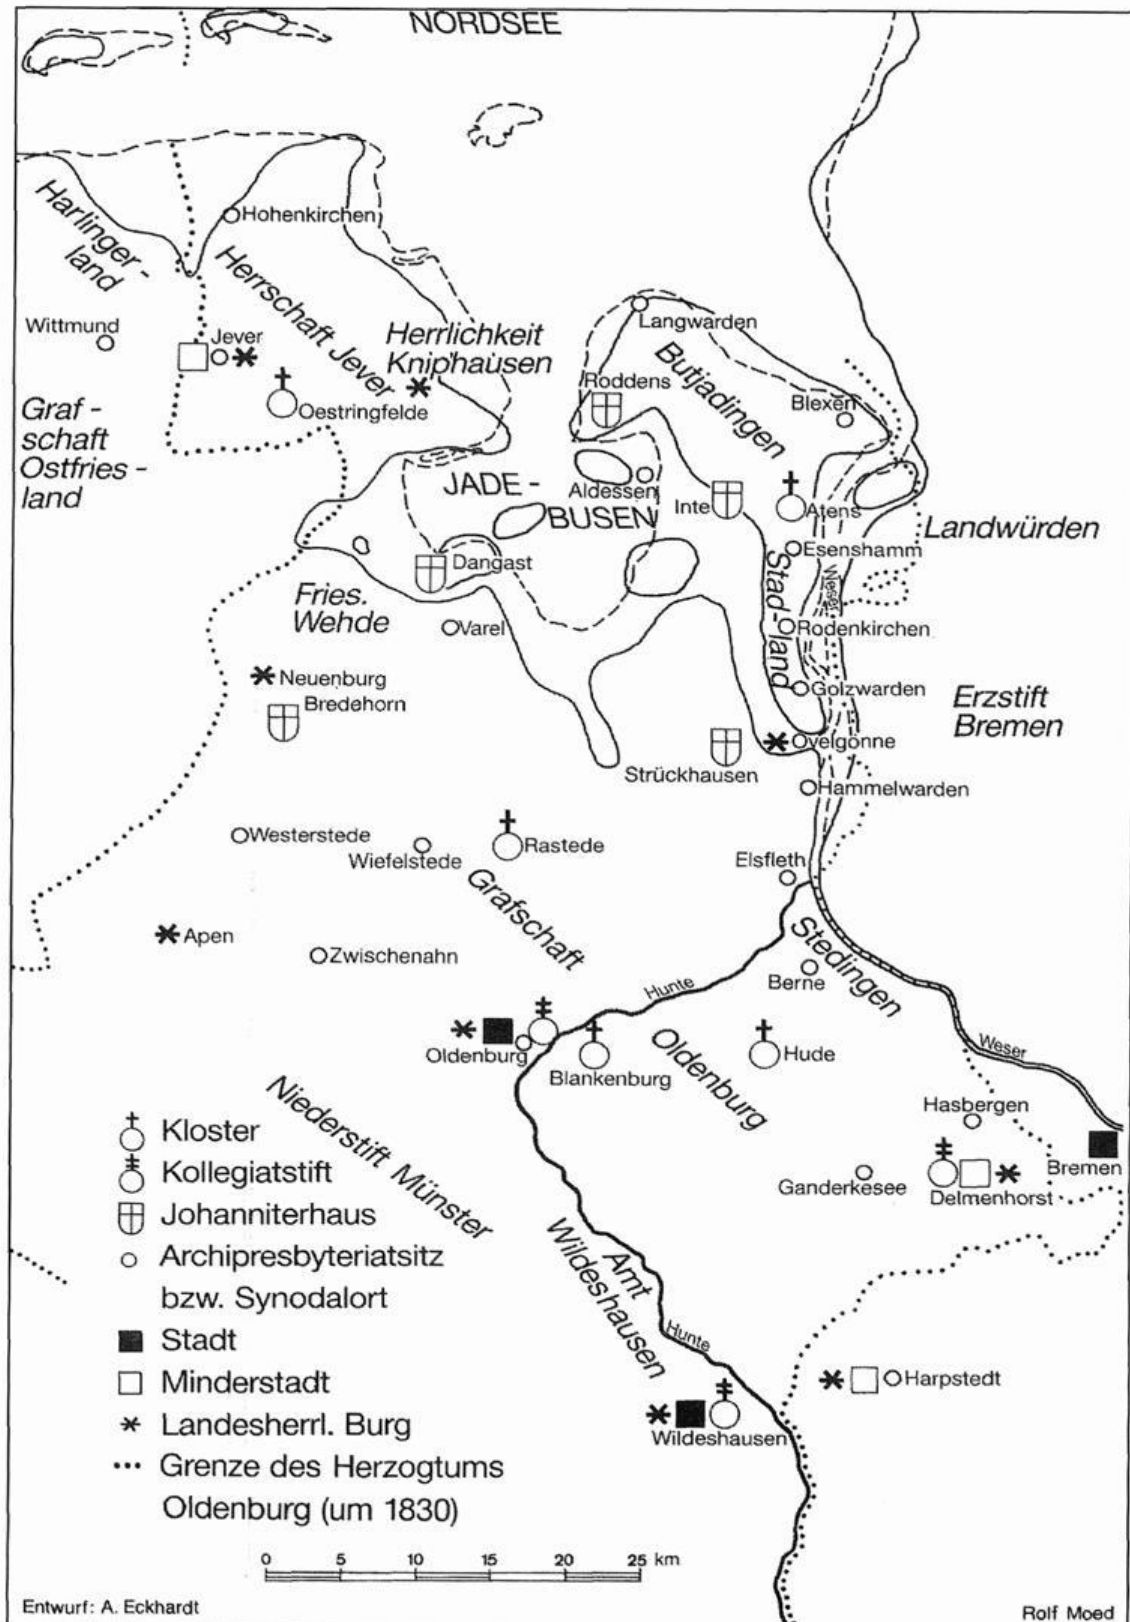 NORDSEE
Harlinger-
land
Hohenkirchen
Herrschaft Jever
Wittmund
Jever
Herrlichkeit
Kniphausen
Langwarden
Butjadingen
Roddens
Blexen
Oestringfelde
Graf-
schaft
Ostfries-
land
JADE-
BUSEN
Aldessen
Inte
Atens
Landwürden
Esenshamm
Dangast
Weser
Stad-land
Fries.
Wehde
Varel
Rodenkirchen
Neuenburg
Bredehorn
Golzwarden
Erzstift
Bremen
Ovelgönne
Strückhausen
Hammelwarden
Westerstede
Wiefelstede
Rastede
Elsfleth
Grafschaft
Apen
Zwischenahn
Stedingen
Berne
Hunte
Oldenburg
Blankenburg
Oldenburg
Hude
Weser
Niederstift Münster
Hasbergen
Bremen
Ganderkesee
Delmenhorst
Amt
Wildeshausen
Hunte
Harpstedt
Wildeshausen
Kloster
Kollegiatstift
Johanniterhaus
Archipresbyteriatsitz
bzw. Synodalort
Stadt
Minderstadt
Landesherrl. Burg
Grenze des Herzogtums
Oldenburg (um 1830)
0 5 10 15 20 25 km
Entwurf: A. Eckhardt
Rolf Moed